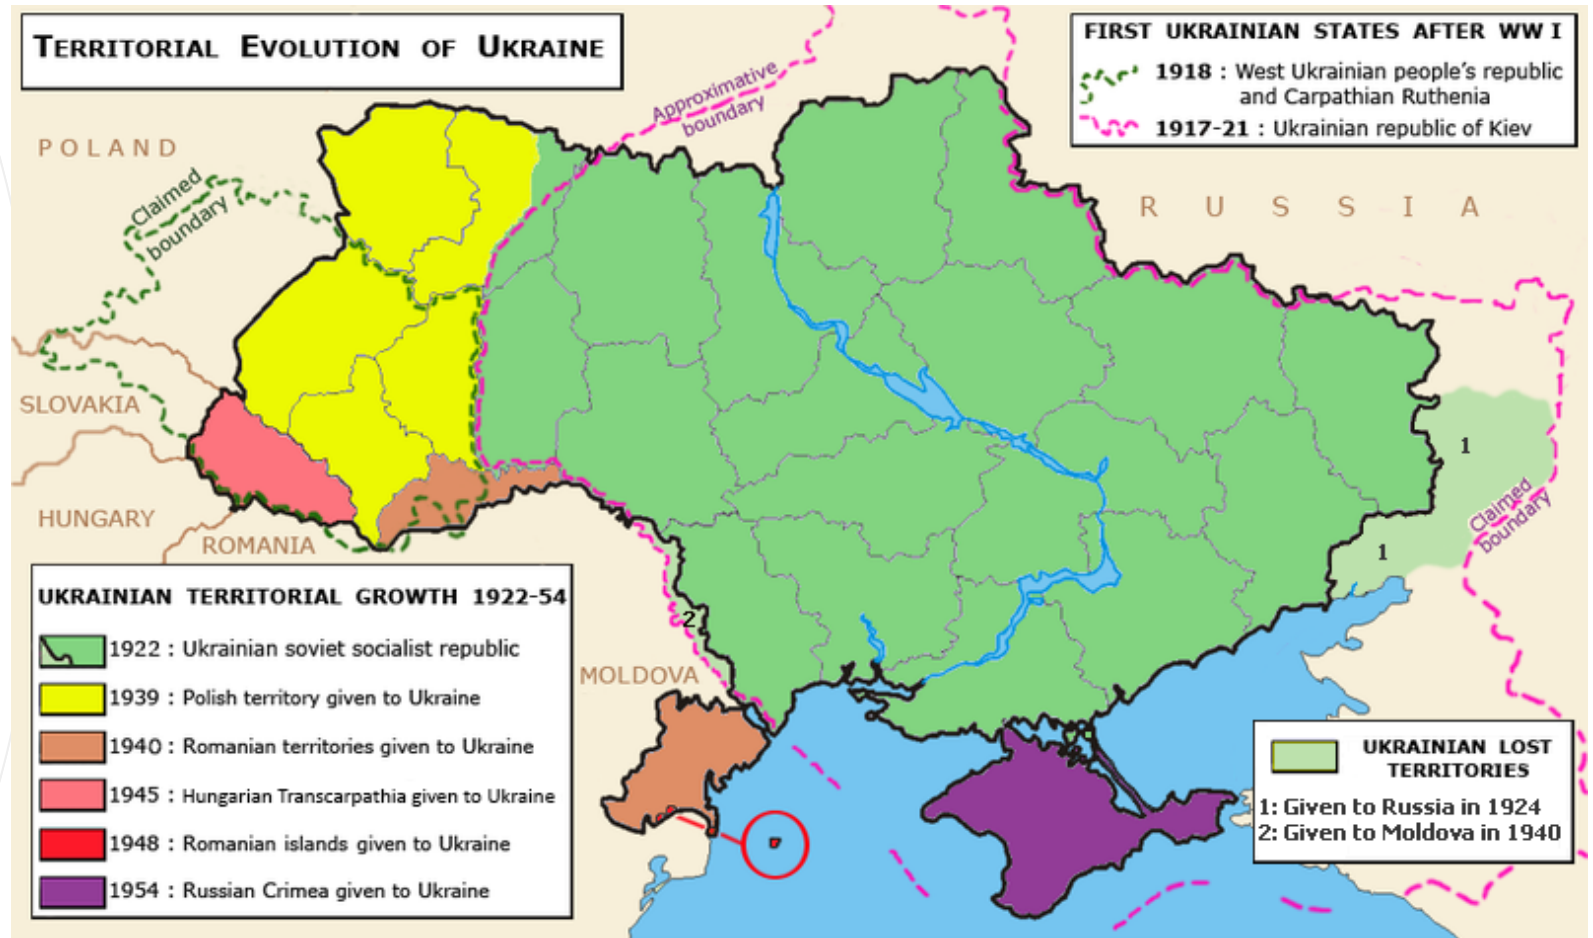 TERRITORIAL EVOLUTION OF UKRAINE
FIRST UKRAINIAN STATES AFTER WW I
1918 : West Ukrainian people's republic
and Carpathian Ruthenia
1917-21 : Ukrainian republic of Kiev
Approximative
boundary
POLAND
Claimed
boundary
RUSSIA
SLOVAKIA
HUNGARY
ROMANIA
1
Claimed
boundary
1
2
MOLDOVA
UKRAINIAN TERRITORIAL GROWTH 1922-54
1922 : Ukrainian soviet socialist republic
1939 : Polish territory given to Ukraine
1940 : Romanian territories given to Ukraine
1945 : Hungarian Transcarpathia given to Ukraine
1948 : Romanian islands given to Ukraine
1954 : Russian Crimea given to Ukraine
UKRAINIAN LOST
TERRITORIES
1: Given to Russia in 1924
2: Given to Moldova in 1940